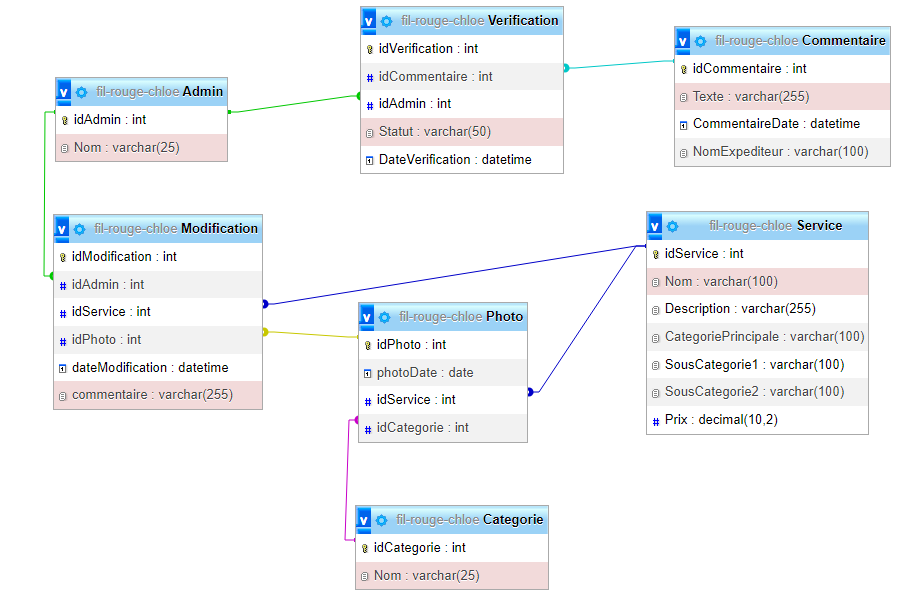 fil-rouge-chloe Verification
idVerification : int
idCommentaire : int
idAdmin : int
Statut : varchar(50)
DateVerification : datetime
fil-rouge-chloe Commentaire
idCommentaire : int
Texte : varchar(255)
CommentaireDate : datetime
NomExpediteur : varchar(100)
fil-rouge-chloe Admin
idAdmin : int
Nom : varchar(25)
fil-rouge-chloe Modification
idModification : int
idAdmin : int
idService : int
idPhoto : int
dateModification : datetime
commentaire : varchar(255)
fil-rouge-chloe Service
idService : int
Nom : varchar(100)
Description : varchar(255)
CategoriePrincipale : varchar(100)
SousCategorie1 : varchar(100)
SousCategorie2 : varchar(100)
Prix : decimal(10,2)
fil-rouge-chloe Photo
idPhoto : int
photoDate : date
idService : int
idCategorie : int
fil-rouge-chloe Categorie
idCategorie : int
Nom : varchar(25)